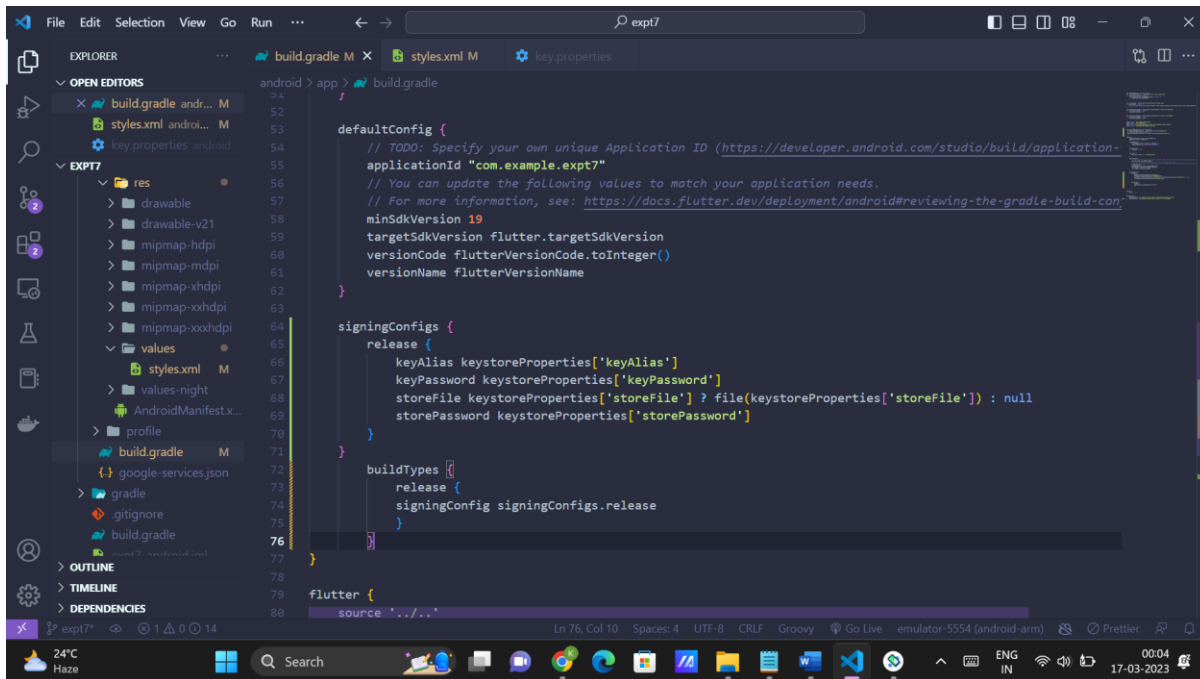 File Edit Selection View Go Run ··· expt7
EXPLORER
OPEN EDITORS
build.gradle andr... M
styles.xml androi... M
key.properties android
EXPT7
res
drawable
drawable-v21
mipmap-hdpi
mipmap-mdpi
mipmap-xhdpi
mipmap-xxhdpi
mipmap-xxxhdpi
values
styles.xml M
values-night
AndroidManifest.x...
profile
build.gradle M
google-services.json
gradle
.gitignore
build.gradle
expt7_android.iml
OUTLINE
TIMELINE
DEPENDENCIES
build.gradle M
styles.xml M
key.properties
android > app > build.gradle
51 }
52
53 defaultConfig {
54 // TODO: Specify your own unique Application ID (https://developer.android.com/studio/build/application-
55 applicationId "com.example.expt7"
56 // You can update the following values to match your application needs.
57 // For more information, see: https://docs.flutter.dev/deployment/android#reviewing-the-gradle-build-con
58 minSdkVersion 19
59 targetSdkVersion flutter.targetSdkVersion
60 versionCode flutterVersionCode.toInteger()
61 versionName flutterVersionName
62 }
63
64 signingConfigs {
65 release {
66 keyAlias keystoreProperties['keyAlias']
67 keyPassword keystoreProperties['keyPassword']
68 storeFile keystoreProperties['storeFile'] ? file(keystoreProperties['storeFile']) : null
69 storePassword keystoreProperties['storePassword']
70 }
71 }
72 buildTypes {
73 release {
74 signingConfig signingConfigs.release
75 }
76 }
77 }
78
79 flutter {
80 source '../..'
2
2
expt7* 1 0 14 Ln 76, Col 10 Spaces: 4 UTF-8 CRLF Groovy Go Live emulator-5554 (android-arm) Prettier
24°C
Haze
Search
K
ENG
IN
00:04
17-03-2023